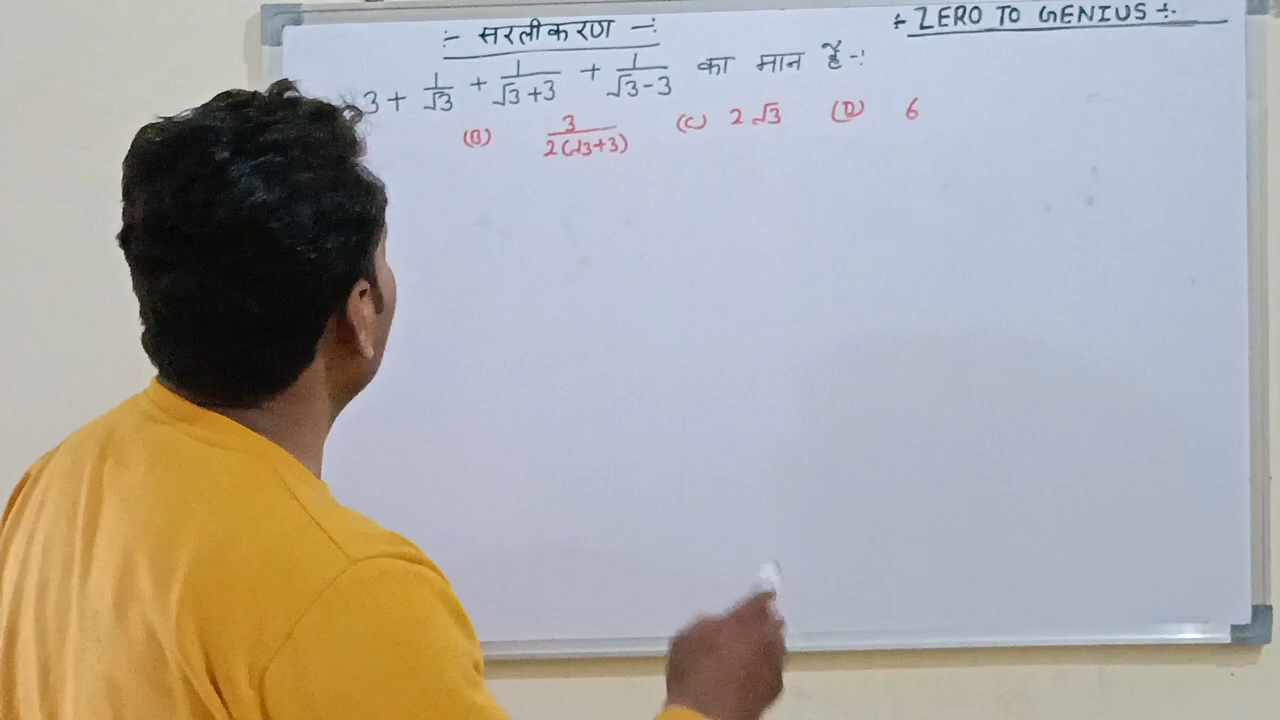 :- सरलीकरण -:
÷ ZERO TO GENIUS ÷.
3 + 1/√3 + 1/(√3+3) + 1/(√3-3) का मान है -:
(B) 3/(2(√3+3)) (C) 2√3 (D) 6